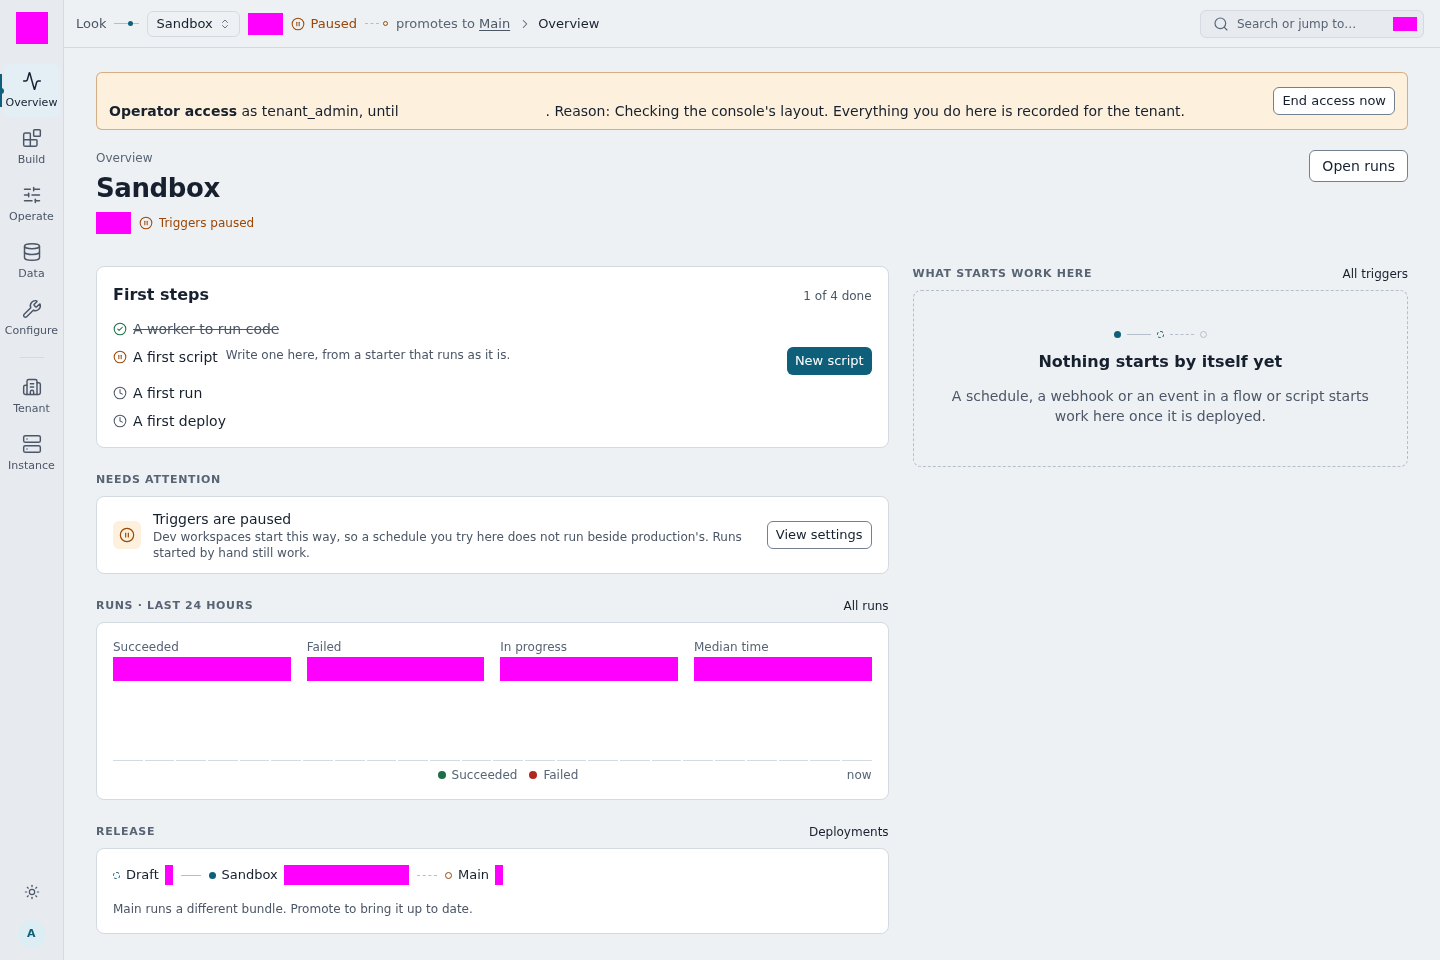 Look
Sandbox
Paused
promotes to Main
Overview
Search or jump to…
Overview
Build
Operate
Data
Configure
Tenant
Instance
A
Operator access as tenant_admin, until . Reason: Checking the console's layout. Everything you do here is recorded for the tenant.
End access now
Overview
Sandbox
Open runs
Triggers paused
First steps
1 of 4 done
A worker to run code
A first script Write one here, from a starter that runs as it is.
New script
A first run
A first deploy
NEEDS ATTENTION
Triggers are paused
Dev workspaces start this way, so a schedule you try here does not run beside production's. Runs
started by hand still work.
View settings
RUNS · LAST 24 HOURS
All runs
Succeeded
Failed
In progress
Median time
Succeeded
Failed
now
RELEASE
Deployments
Draft
Sandbox
Main
Main runs a different bundle. Promote to bring it up to date.
WHAT STARTS WORK HERE
All triggers
Nothing starts by itself yet
A schedule, a webhook or an event in a flow or script starts
work here once it is deployed.